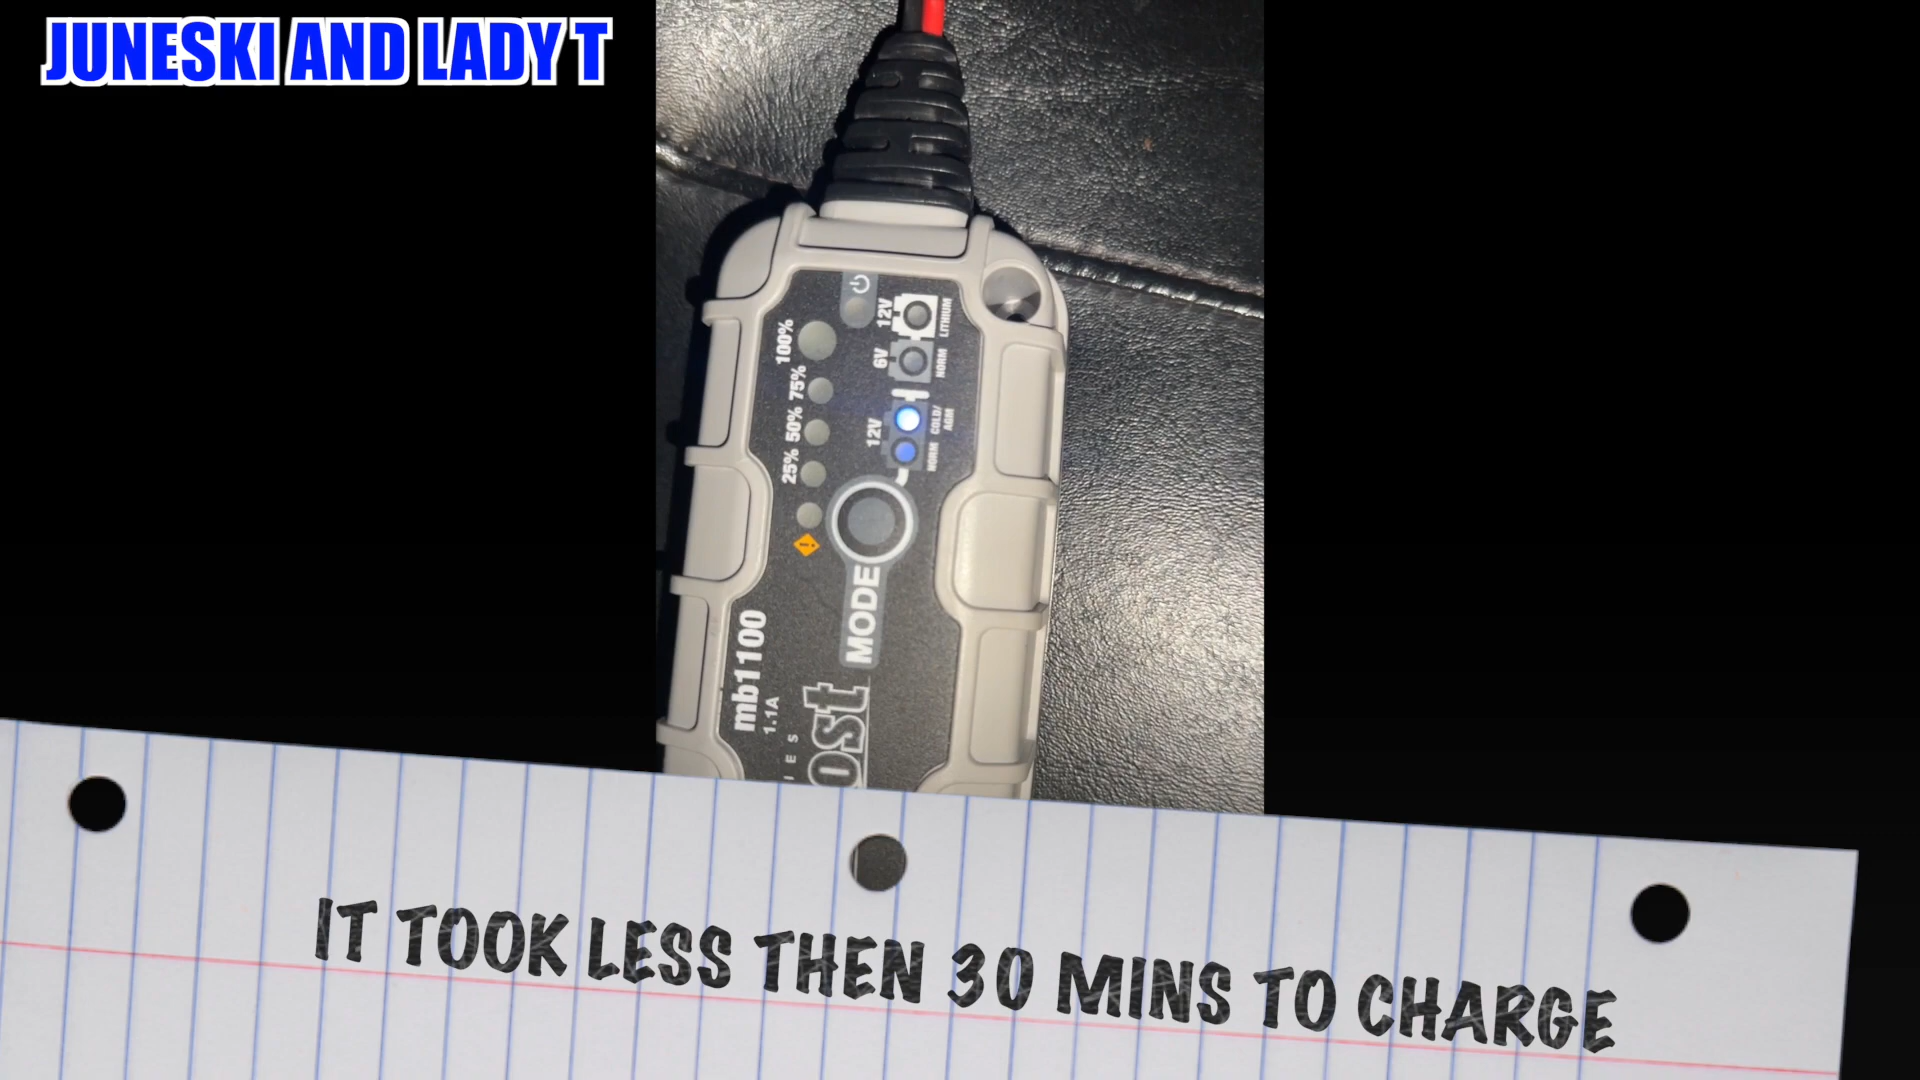 JUNESKI AND LADY T
12V
LITHIUM
6V
NORM
12V
COLD/
AGM
NORM
100%
75%
50%
25%
MODE
mb1100
1.1A
IT TOOK LESS THEN 30 MINS TO CHARGE